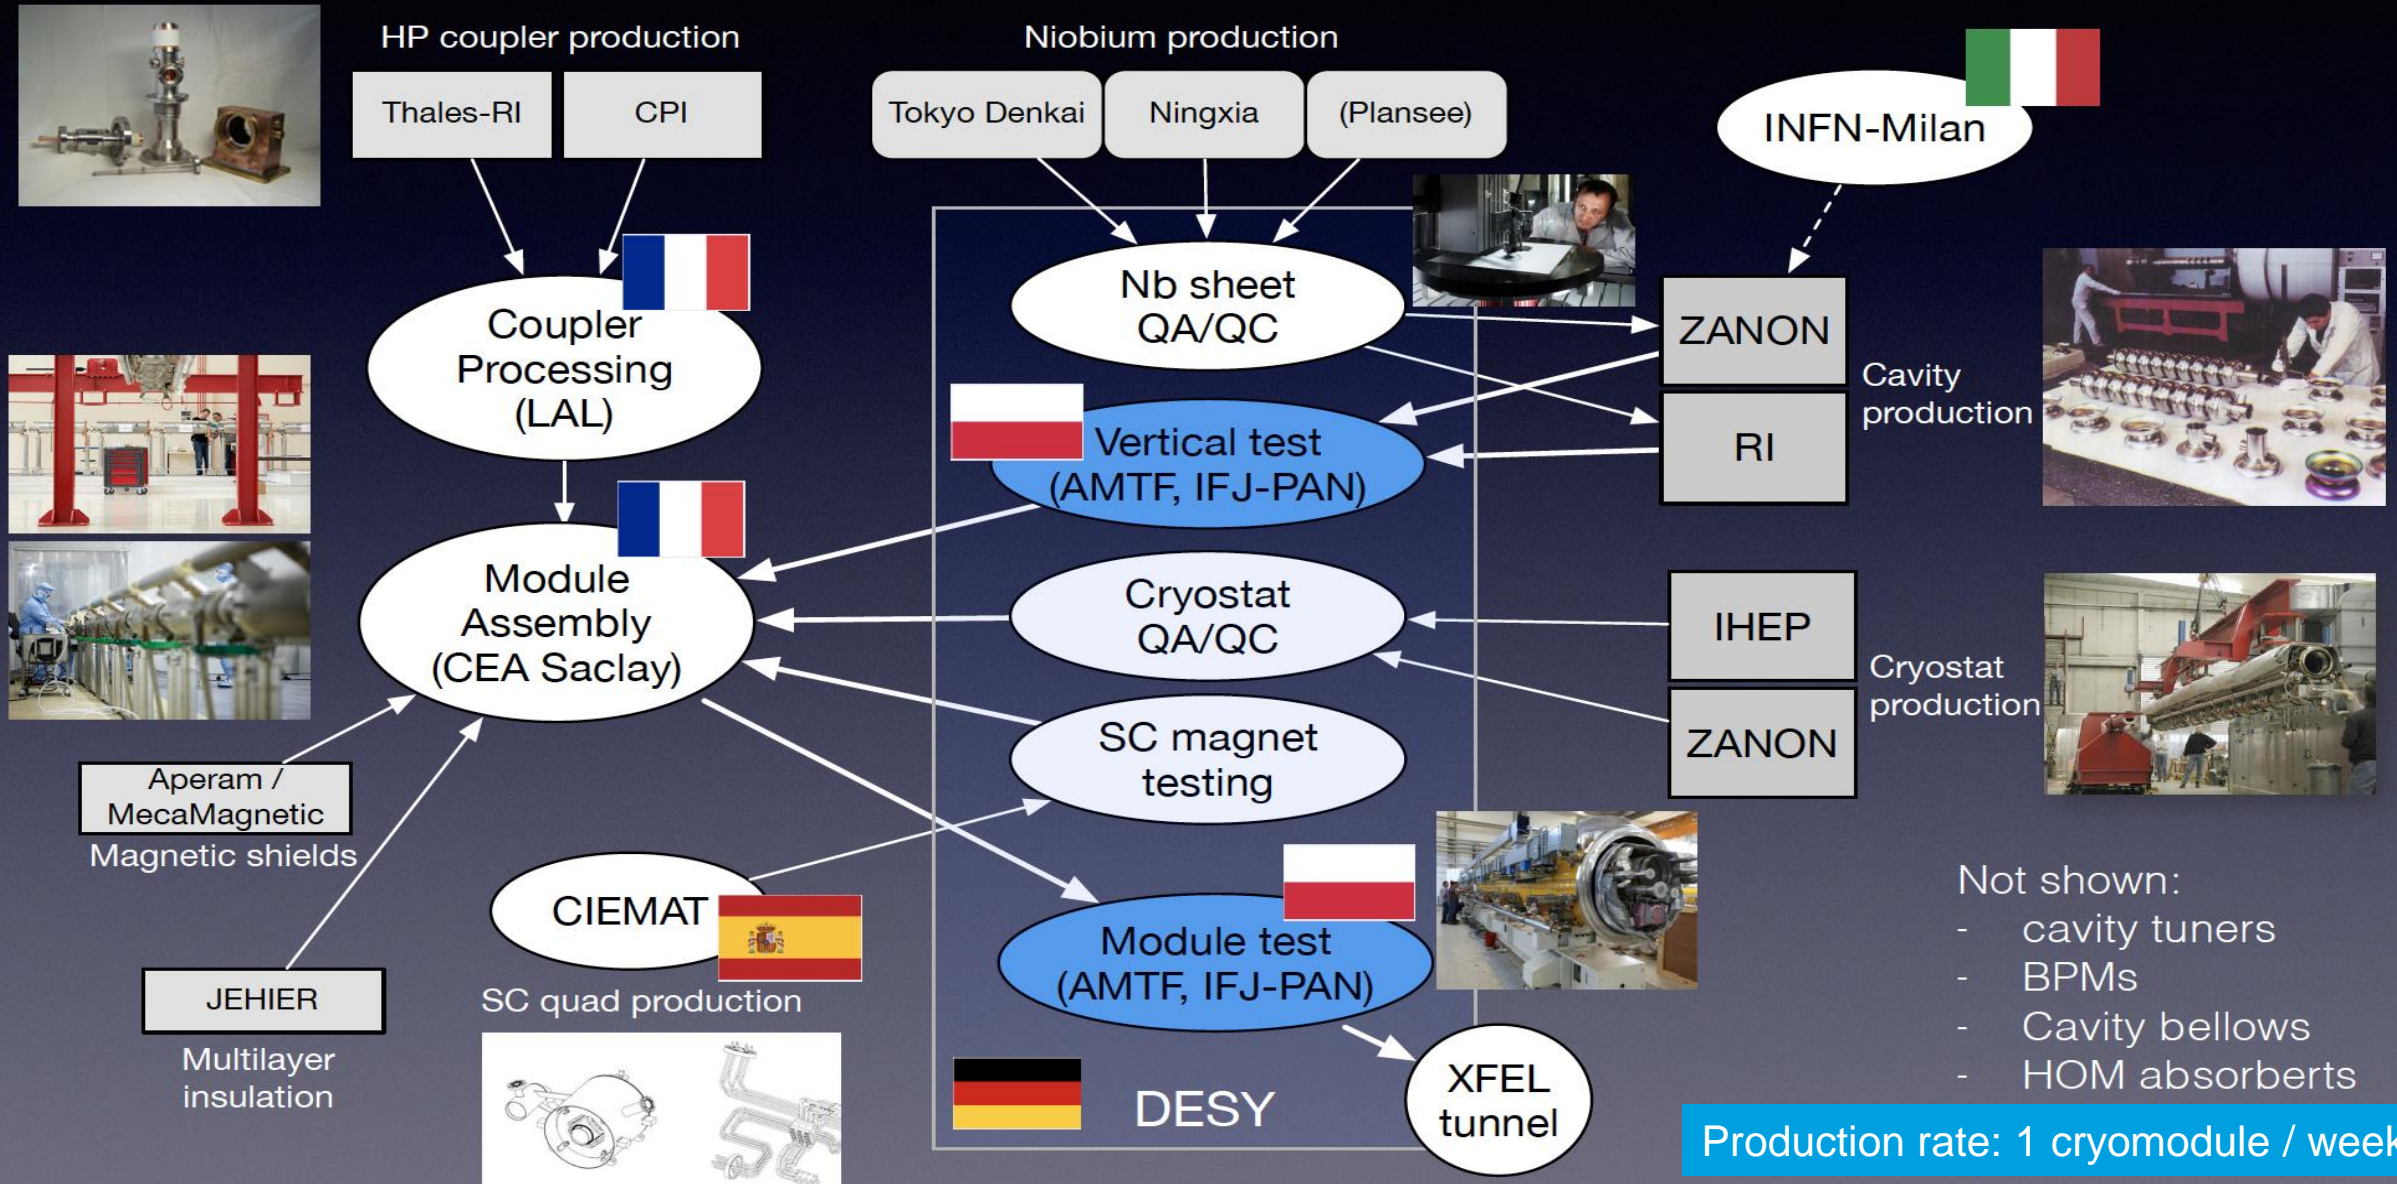 HP coupler production
Thales-RI
CPI
Niobium production
Tokyo Denkai
Ningxia
(Plansee)
INFN-Milan
Coupler
Processing
(LAL)
Nb sheet
QA/QC
ZANON
RI
Cavity
production
Vertical test
(AMTF, IFJ-PAN)
Module
Assembly
(CEA Saclay)
Cryostat
QA/QC
IHEP
ZANON
Cryostat
production
SC magnet
testing
Aperam /
MecaMagnetic
Magnetic shields
CIEMAT
SC quad production
JEHIER
Multilayer
insulation
Module test
(AMTF, IFJ-PAN)
XFEL
tunnel
DESY
Not shown:
- cavity tuners
- BPMs
- Cavity bellows
- HOM absorberts
Production rate: 1 cryomodule / week